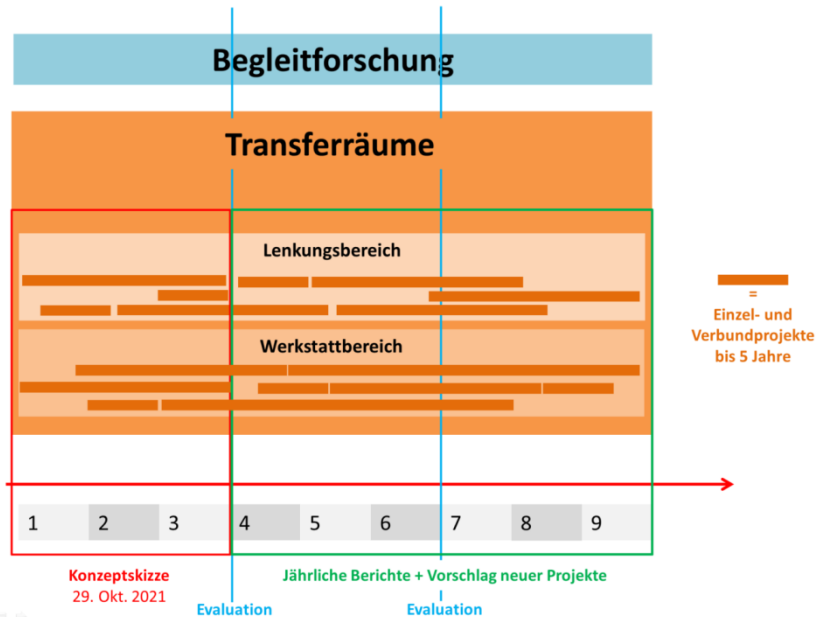 Begleitforschung
Transferräume
Lenkungsbereich
Werkstattbereich
=
Einzel- und
Verbundprojekte
bis 5 Jahre
1 2 3 4 5 6 7 8 9
Konzeptskizze
29. Okt. 2021
Jährliche Berichte + Vorschlag neuer Projekte
Evaluation
Evaluation